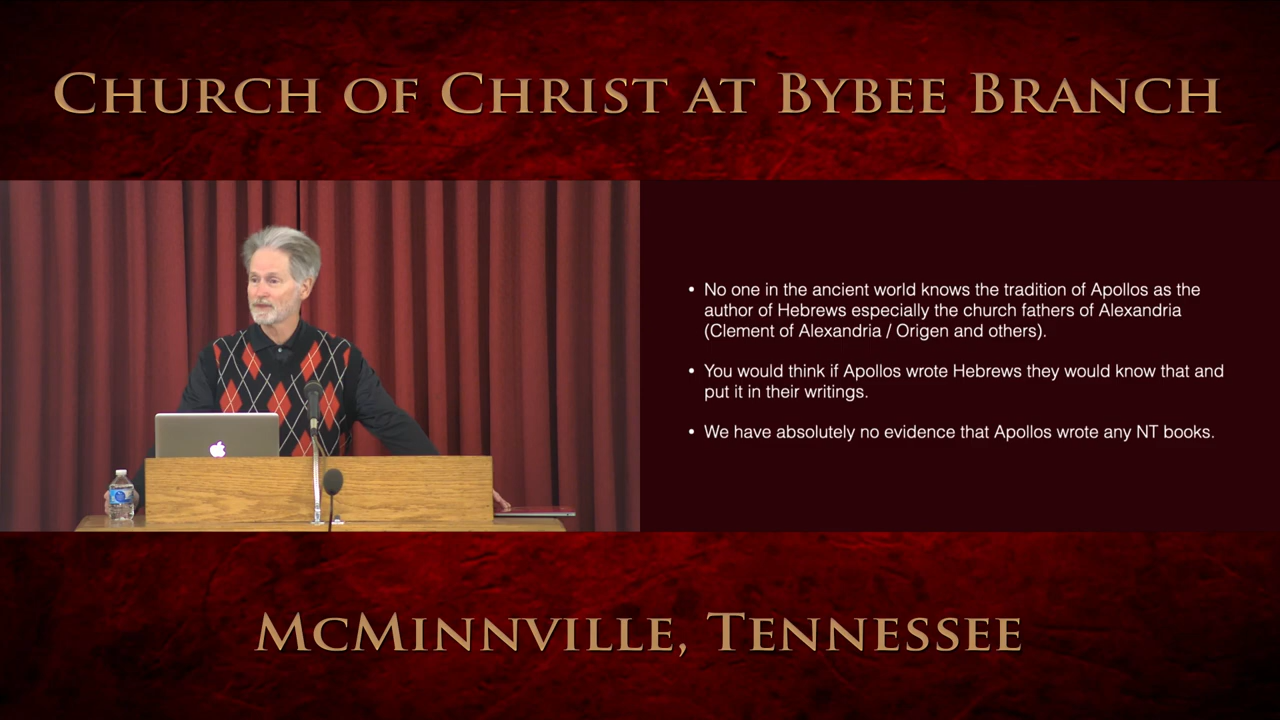 CHURCH OF CHRIST AT BYBEE BRANCH
• No one in the ancient world knows the tradition of Apollos as the
author of Hebrews especially the church fathers of Alexandria
(Clement of Alexandria / Origen and others).
• You would think if Apollos wrote Hebrews they would know that and
put it in their writings.
• We have absolutely no evidence that Apollos wrote any NT books.
MCMINNVILLE, TENNESSEE